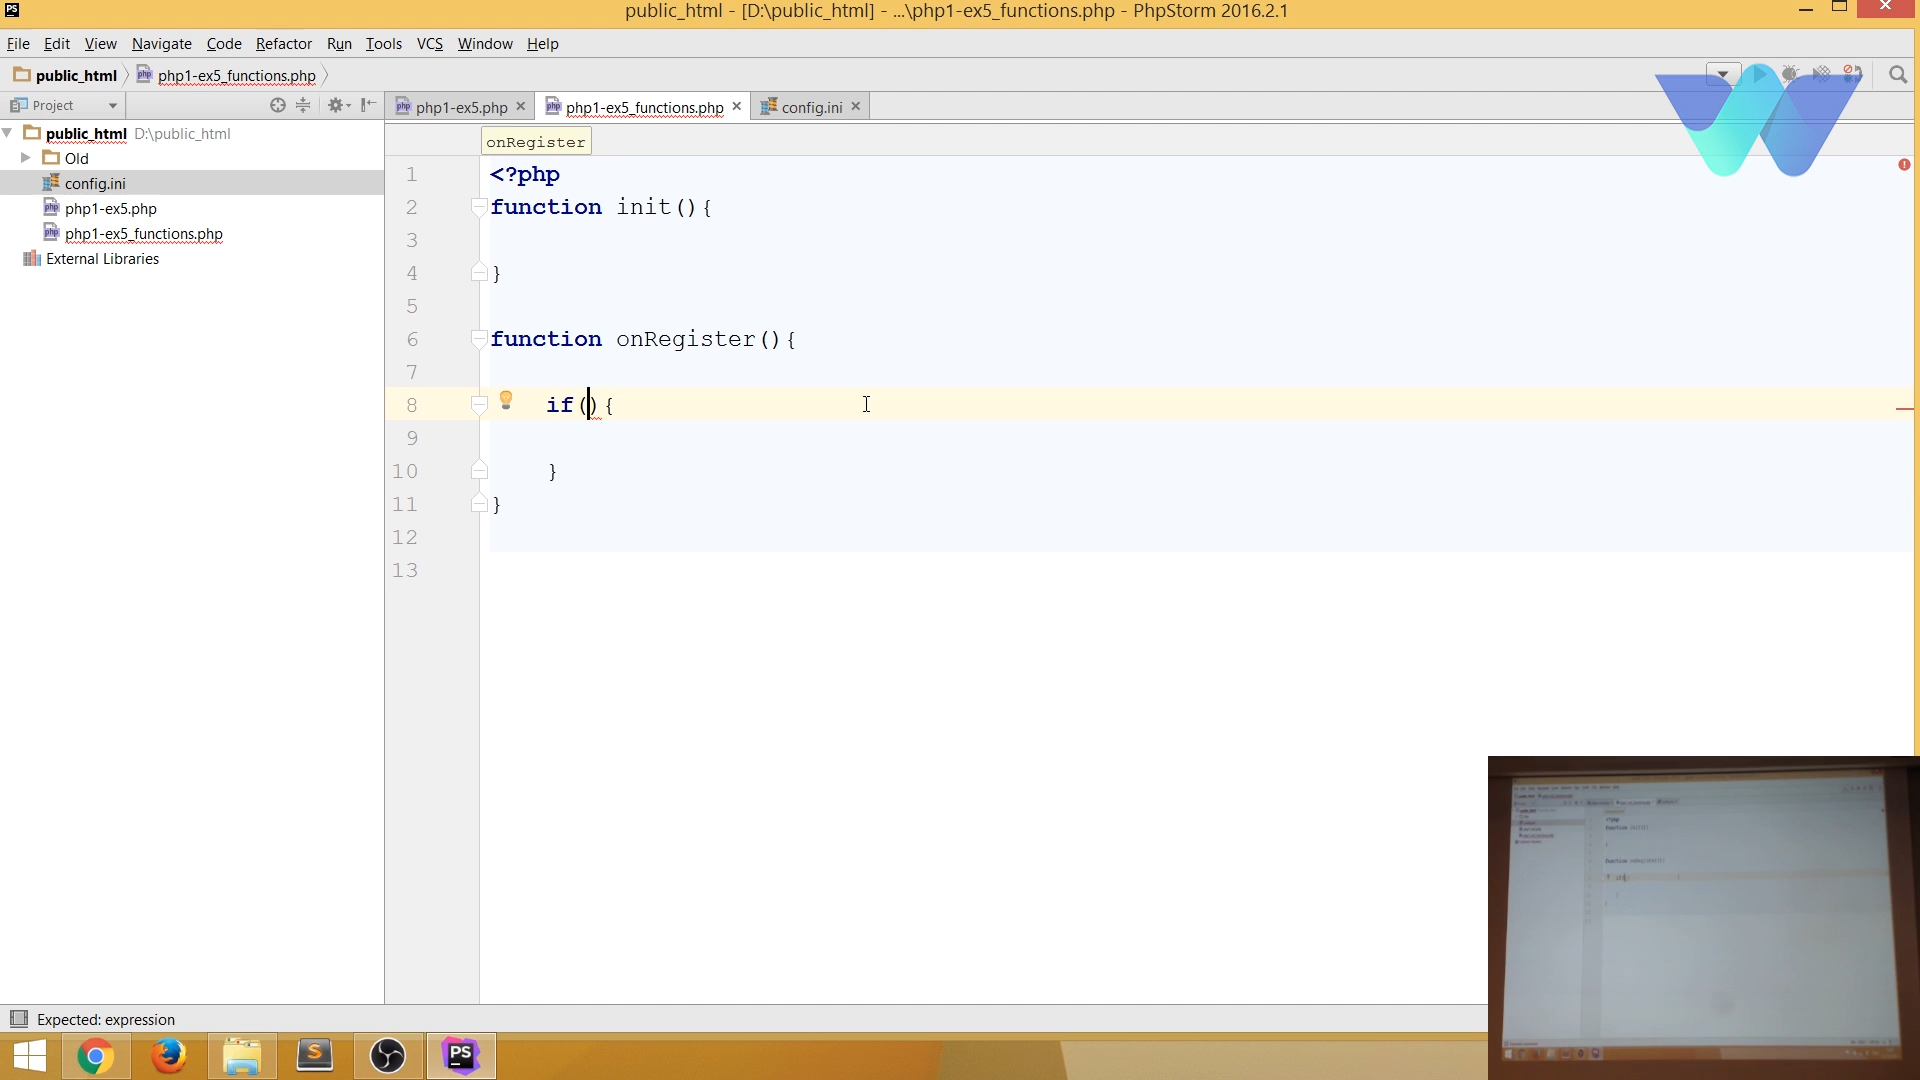 public_html - [D:\public_html] - ...\php1-ex5_functions.php - PhpStorm 2016.2.1
File Edit View Navigate Code Refactor Run Tools VCS Window Help
public_html php1-ex5_functions.php
Project
php1-ex5.php php1-ex5_functions.php config.ini
public_html D:\public_html
Old
config.ini
php1-ex5.php
php1-ex5_functions.php
External Libraries
onRegister
1 <?php
2 function init(){
3
4 }
5
6 function onRegister(){
7
8 if(){
9
10 }
11 }
12
13
Expected: expression